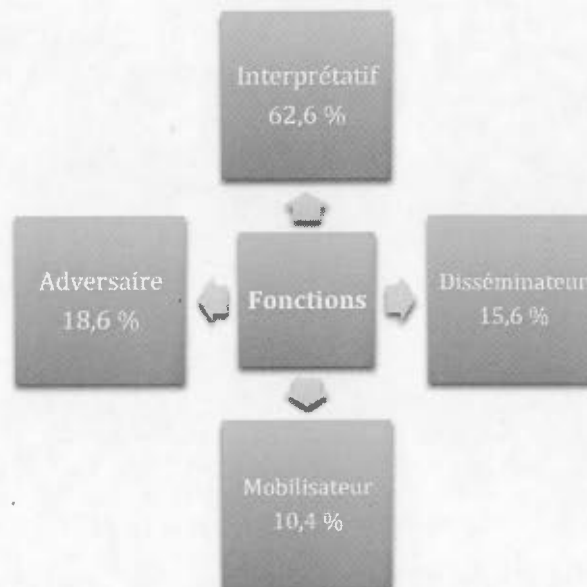 Interprétatif
62,6 %
Adversaire
18,6 %
Fonctions
Disséminateur
15,6 %
Mobilisateur
10,4 %